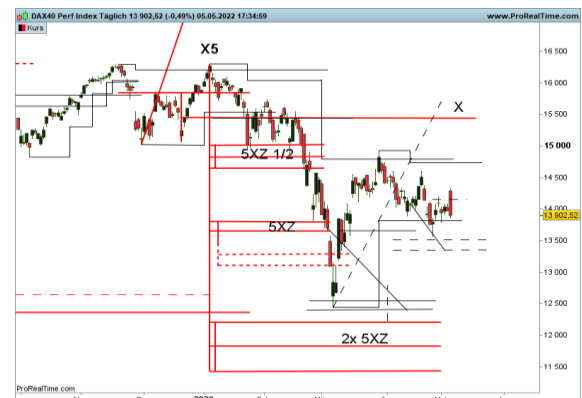 DAX40 Perf Index Täglich 13 902,52 (-0,49%) 05.05.2022 17:34:59 www.ProRealTime.com
Kurs
X5
16 500
16 000
X
15 500
15 000
5XZ 1/2
14 500
14 000
13 902,52
5XZ
13 500
13 000
12 500
2x 5XZ
12 000
11 500
ProRealTime.com
2022